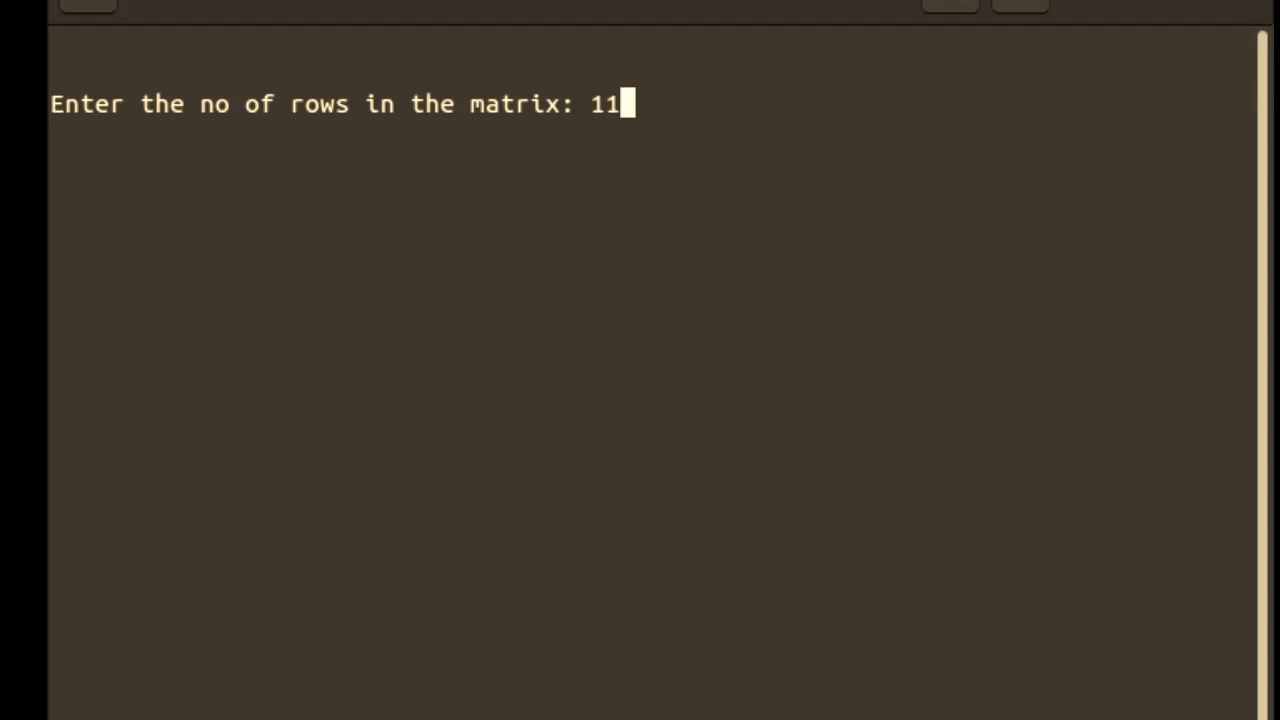 Enter the no of rows in the matrix: 11